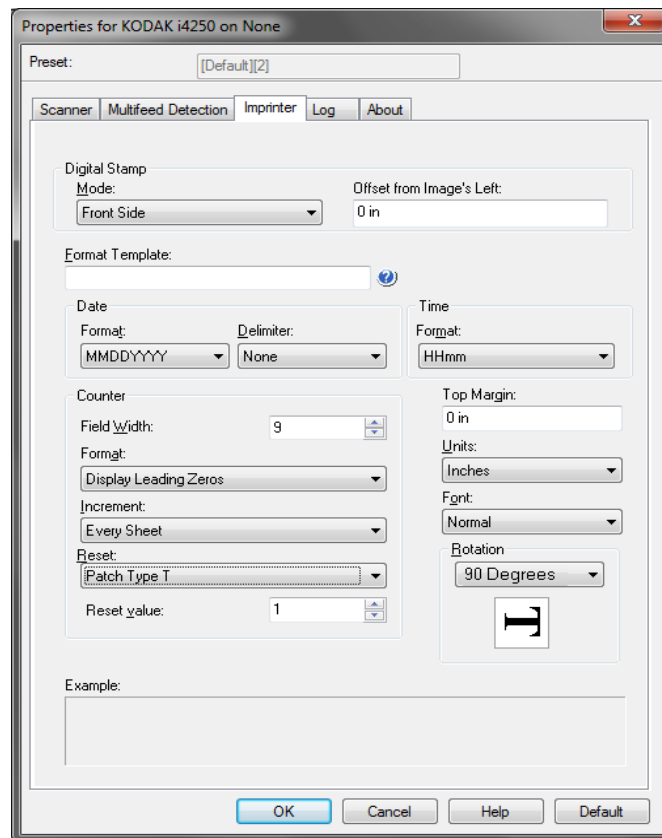 Properties for KODAK i4250 on None
Preset: [Default][2]
Scanner Multifeed Detection Imprinter Log About
Digital Stamp
Mode: Offset from Image's Left:
Front Side 0 in
Format Template:
Date Time
Format: Delimiter: Format:
MMDDYYYY None HHmm
Counter Top Margin:
Field Width: 9 0 in
Format: Units:
Display Leading Zeros Inches
Increment: Font:
Every Sheet Normal
Reset: Rotation
Patch Type T 90 Degrees
Reset value: 1 T
Example:
OK Cancel Help Default